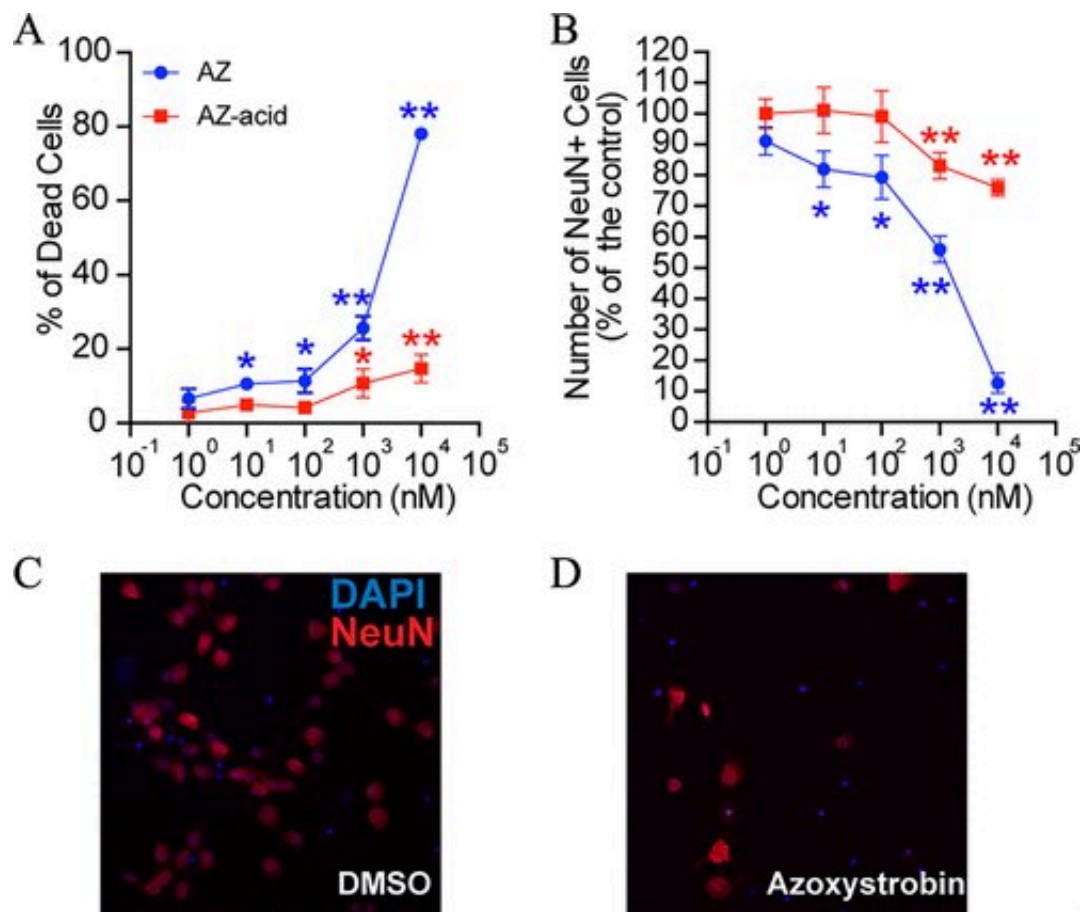 A
100
80
60
40
20
0
% of Dead Cells
AZ
AZ-acid
*
*
**
**
*
**
10⁻¹ 10⁰ 10¹ 10² 10³ 10⁴ 10⁵
Concentration (nM)
B
120
110
100
90
80
70
60
50
40
30
20
10
0
Number of NeuN+ Cells
(% of the control)
**
**
*
*
**
**
10⁻¹ 10⁰ 10¹ 10² 10³ 10⁴ 10⁵
Concentration (nM)
C
DAPI
NeuN
DMSO
D
Azoxystrobin